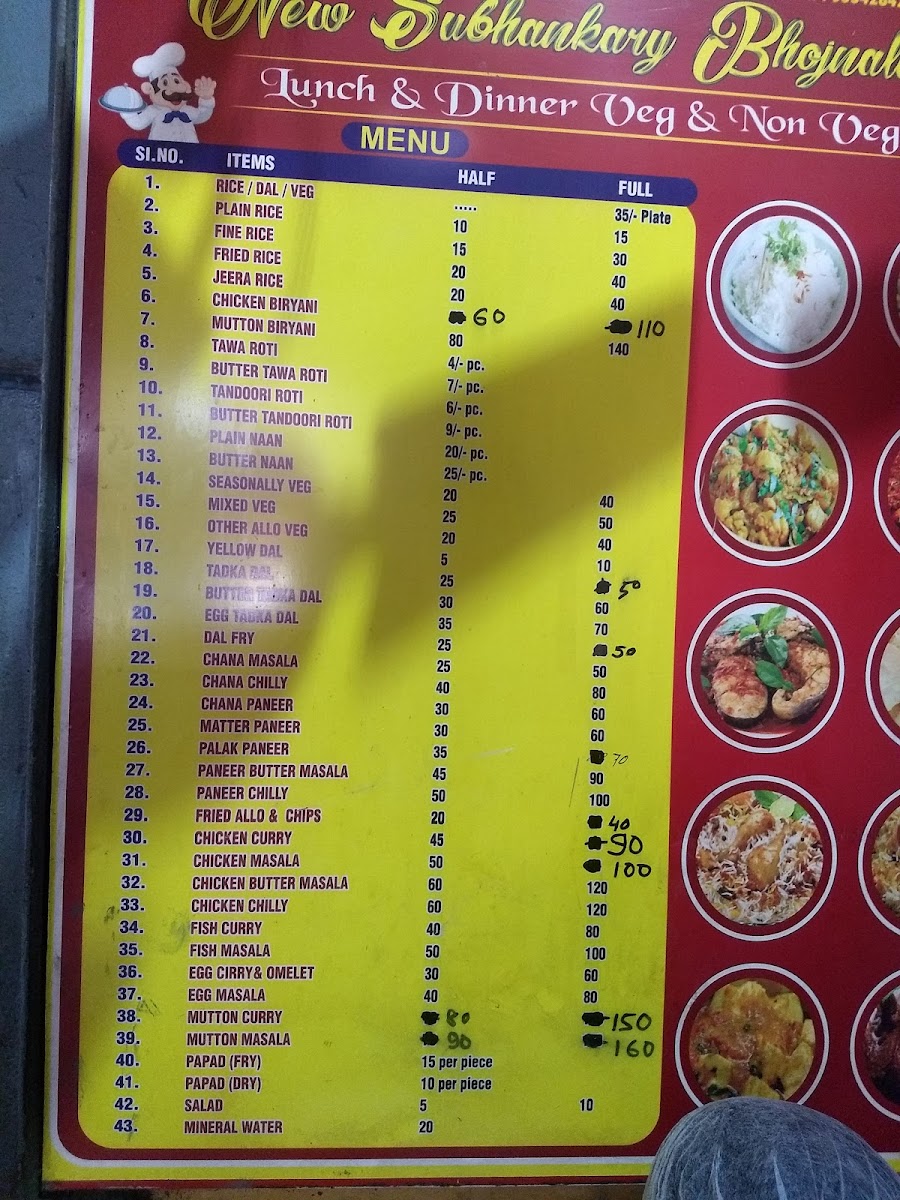 New Subhankary Bhojnal
Lunch & Dinner Veg & Non Veg
MENU
SI.NO. ITEMS HALF FULL
1. RICE / DAL / VEG ..... 35/- Plate
2. PLAIN RICE 10 15
3. FINE RICE 15 30
4. FRIED RICE 20 40
5. JEERA RICE 20 40
6. CHICKEN BIRYANI 60 110
7. MUTTON BIRYANI 80 140
8. TAWA ROTI 4/- pc.
9. BUTTER TAWA ROTI 7/- pc.
10. TANDOORI ROTI 6/- pc.
11. BUTTER TANDOORI ROTI 9/- pc.
12. PLAIN NAAN 20/- pc.
13. BUTTER NAAN 25/- pc.
14. SEASONALLY VEG 20 40
15. MIXED VEG 25 50
16. OTHER ALLO VEG 20 40
17. YELLOW DAL 5 10
18. TADKA DAL 25 50
19. BUTTER TADKA DAL 30 60
20. EGG TADKA DAL 35 70
21. DAL FRY 25 50
22. CHANA MASALA 25 50
23. CHANA CHILLY 40 80
24. CHANA PANEER 30 60
25. MATTER PANEER 30 60
26. PALAK PANEER 35 70
27. PANEER BUTTER MASALA 45 90
28. PANEER CHILLY 50 100
29. FRIED ALLO & CHIPS 20 40
30. CHICKEN CURRY 45 90
31. CHICKEN MASALA 50 100
32. CHICKEN BUTTER MASALA 60 120
33. CHICKEN CHILLY 60 120
34. FISH CURRY 40 80
35. FISH MASALA 50 100
36. EGG CIRRY& OMELET 30 60
37. EGG MASALA 40 80
38. MUTTON CURRY 80 150
39. MUTTON MASALA 90 160
40. PAPAD (FRY) 15 per piece
41. PAPAD (DRY) 10 per piece
42. SALAD 5 10
43. MINERAL WATER 20